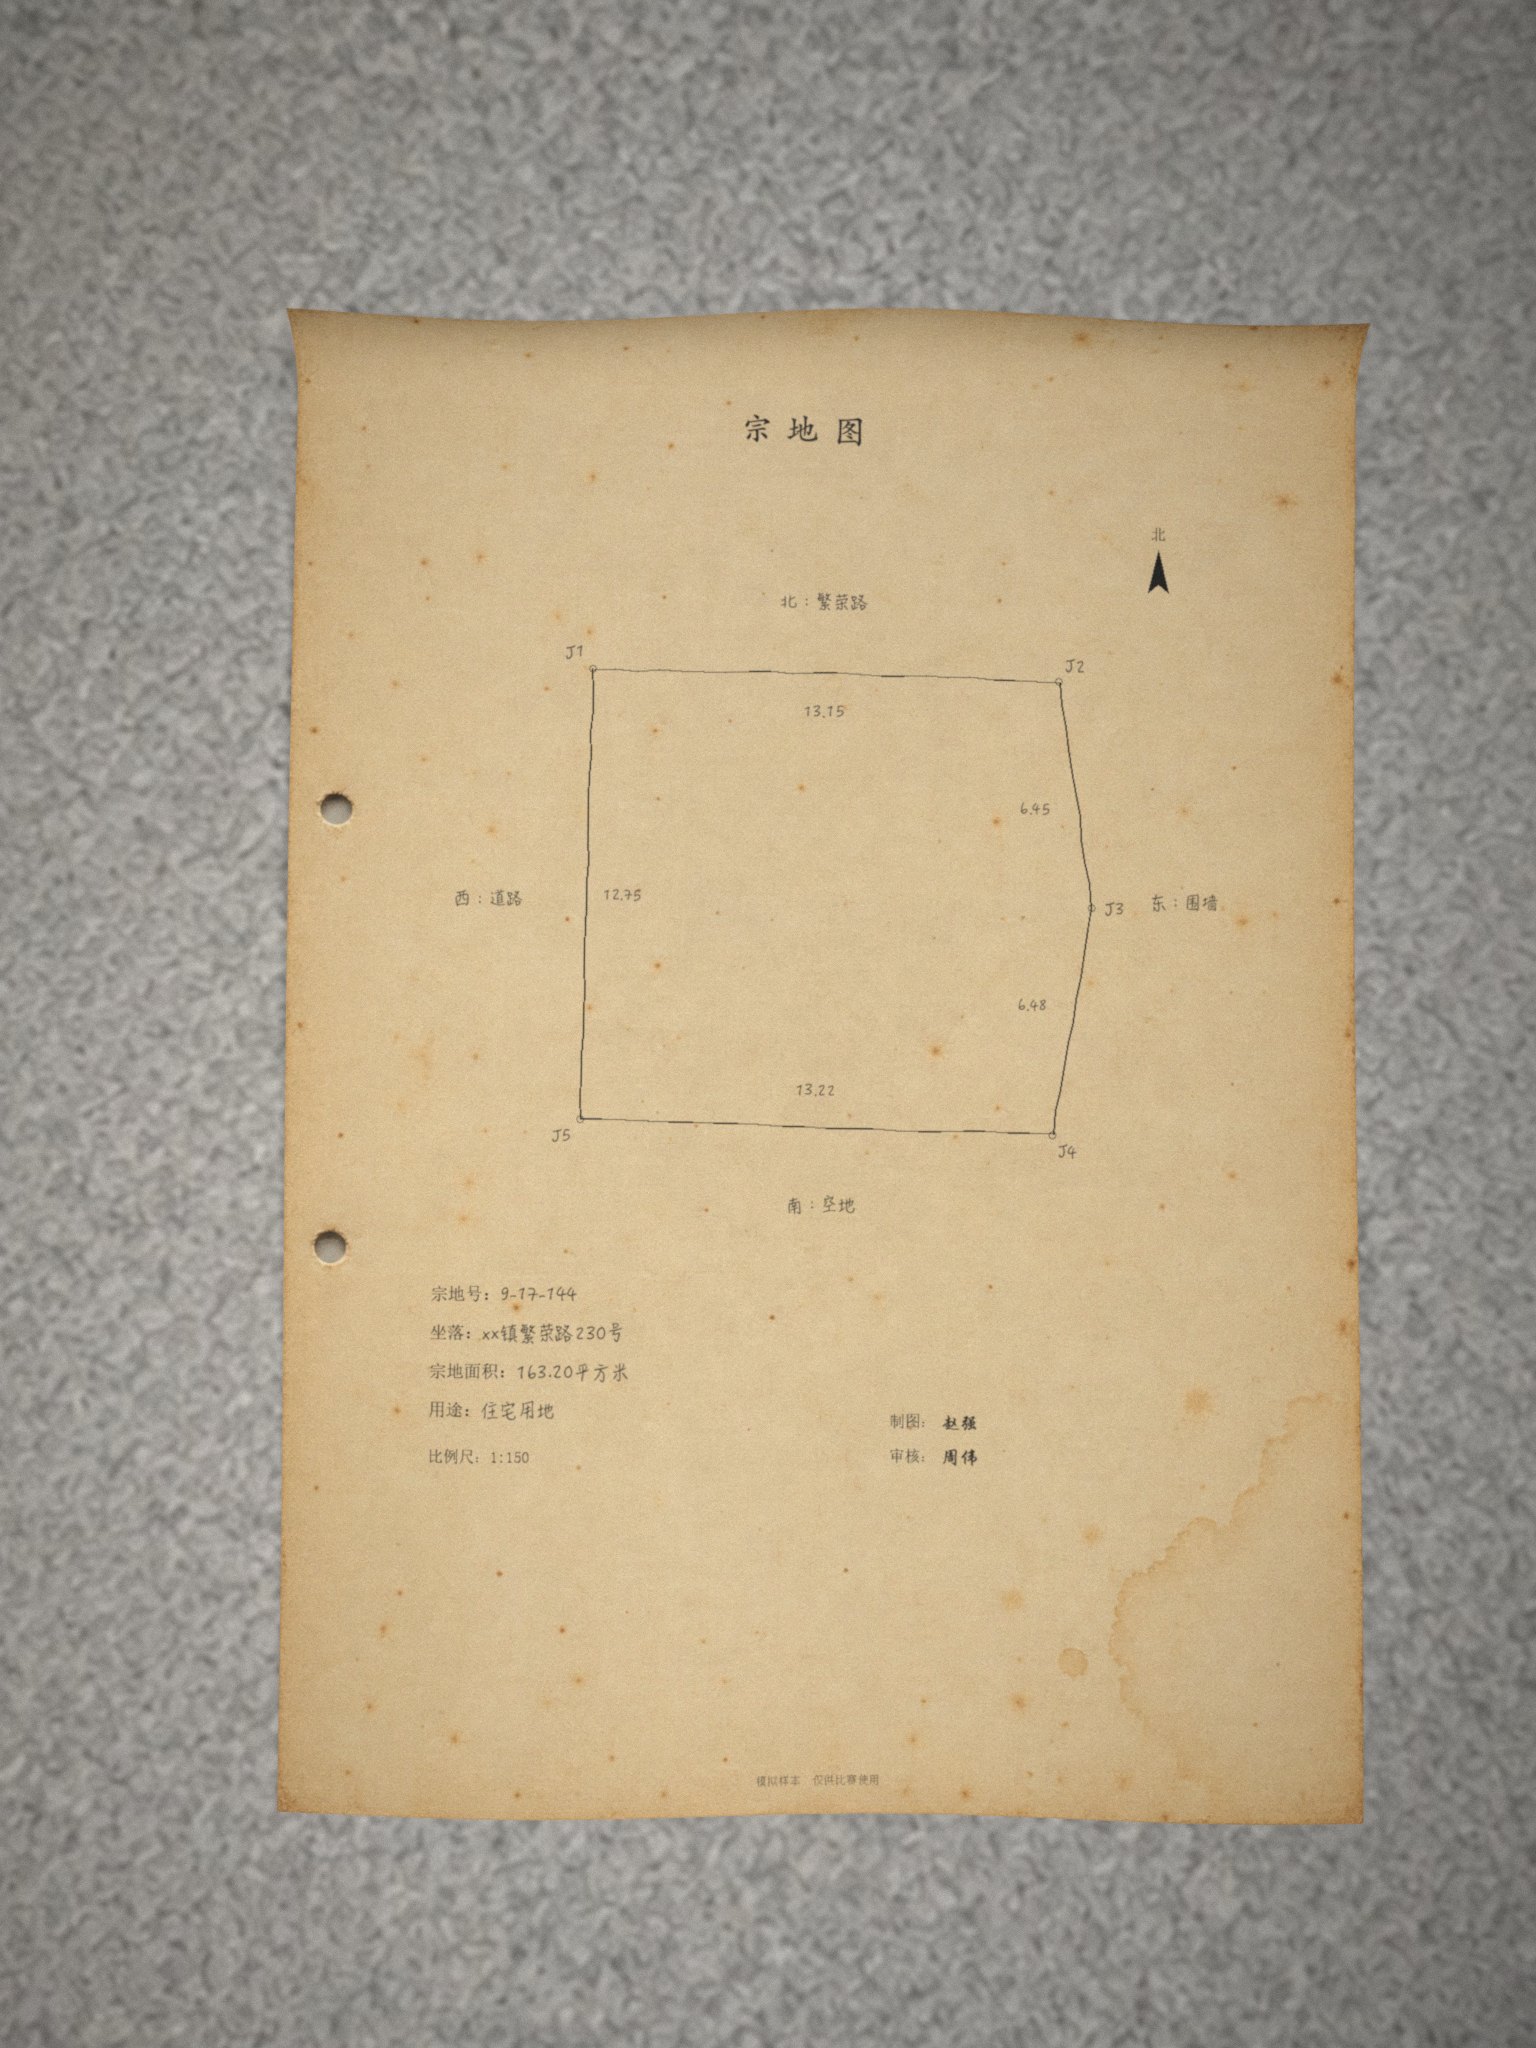 宗地图
北
北：繁荣路
J1
J2
13.15
6.45
西：道路
12.75
J3
东：围墙
6.48
13.22
J5
J4
南：空地
宗地号：9-17-144
坐落：xx镇繁荣路230号
宗地面积：163.20平方米
用途：住宅用地
制图：赵强
比例尺：1:150
审核：周伟
模拟样本 仅供比赛使用